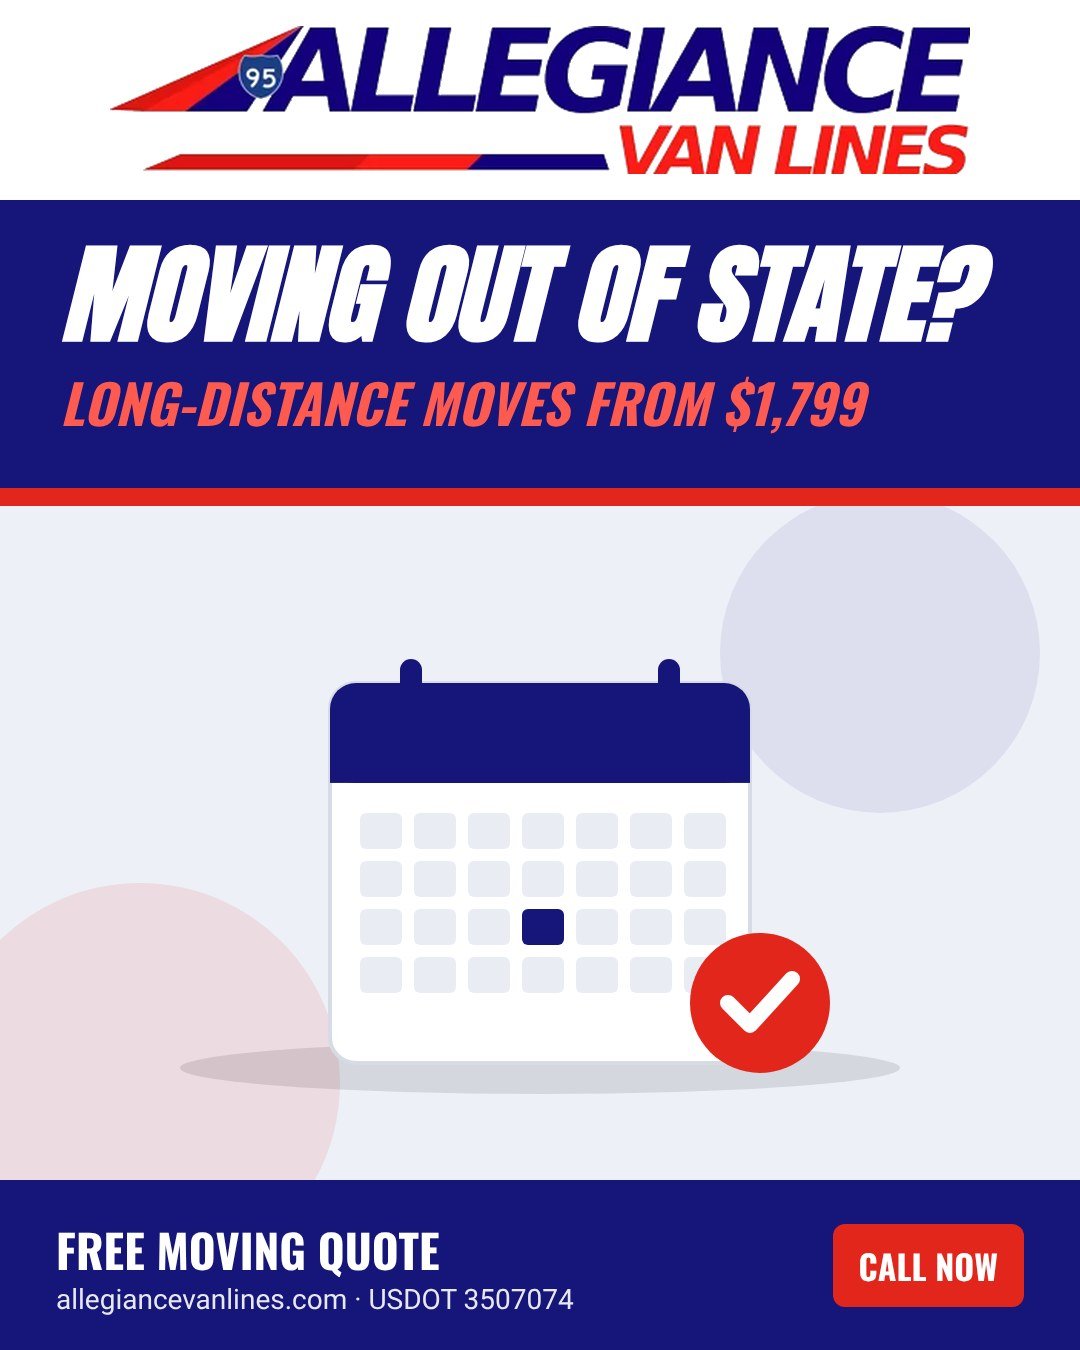 95 ALLEGIANCE
VAN LINES
MOVING OUT OF STATE?
LONG-DISTANCE MOVES FROM $1,799
FREE MOVING QUOTE
allegiancevanlines.com · USDOT 3507074
CALL NOW